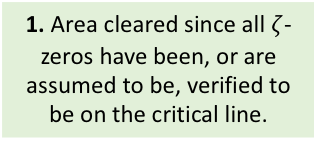 1. Area cleared since all ζ-
zeros have been, or are
assumed to be, verified to
be on the critical line.